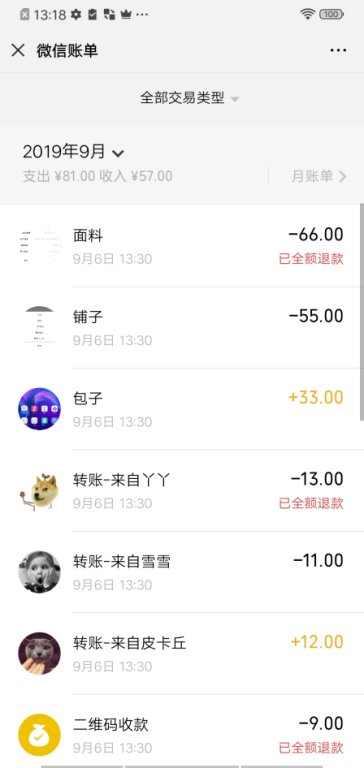 13:18
100
微信账单
全部交易类型
2019年9月
支出 ¥81.00 收入 ¥57.00
月账单
面料
-66.00
9月6日 13:30
已全额退款
铺子
-55.00
9月6日 13:30
包子
+33.00
9月6日 13:30
转账-来自丫丫
-13.00
9月6日 13:30
已全额退款
转账-来自雪雪
-11.00
9月6日 13:30
转账-来自皮卡丘
+12.00
9月6日 13:30
二维码收款
-9.00
9月6日 13:30
已全额退款